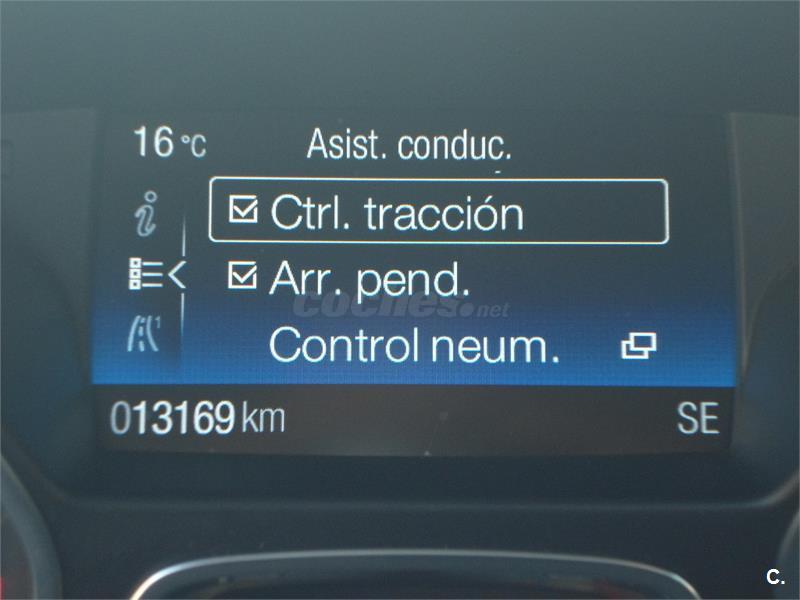 16 °C
Asist. conduc.
Ctrl. tracción
Arr. pend.
coches.net
Control neum.
013169 km
SE
C.